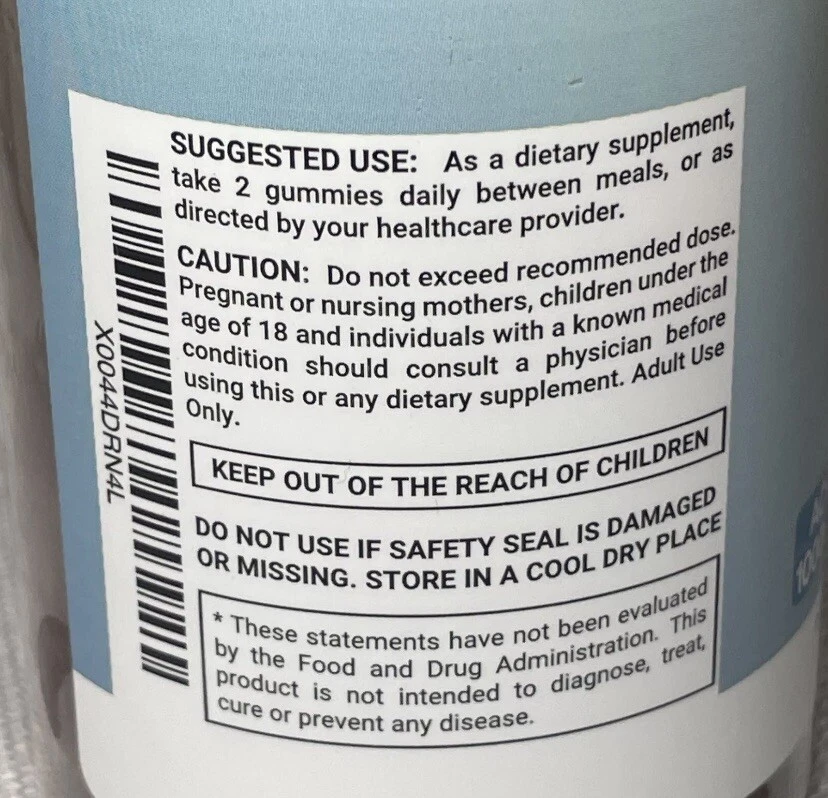 SUGGESTED USE: As a dietary supplement,
take 2 gummies daily between meals, or as
directed by your healthcare provider.
CAUTION: Do not exceed recommended dose.
Pregnant or nursing mothers, children under the
age of 18 and individuals with a known medical
condition should consult a physician before
using this or any dietary supplement. Adult Use
Only.
KEEP OUT OF THE REACH OF CHILDREN
DO NOT USE IF SAFETY SEAL IS DAMAGED
OR MISSING. STORE IN A COOL DRY PLACE
* These statements have not been evaluated
by the Food and Drug Administration. This
product is not intended to diagnose, treat,
cure or prevent any disease.
X0044DRN4L